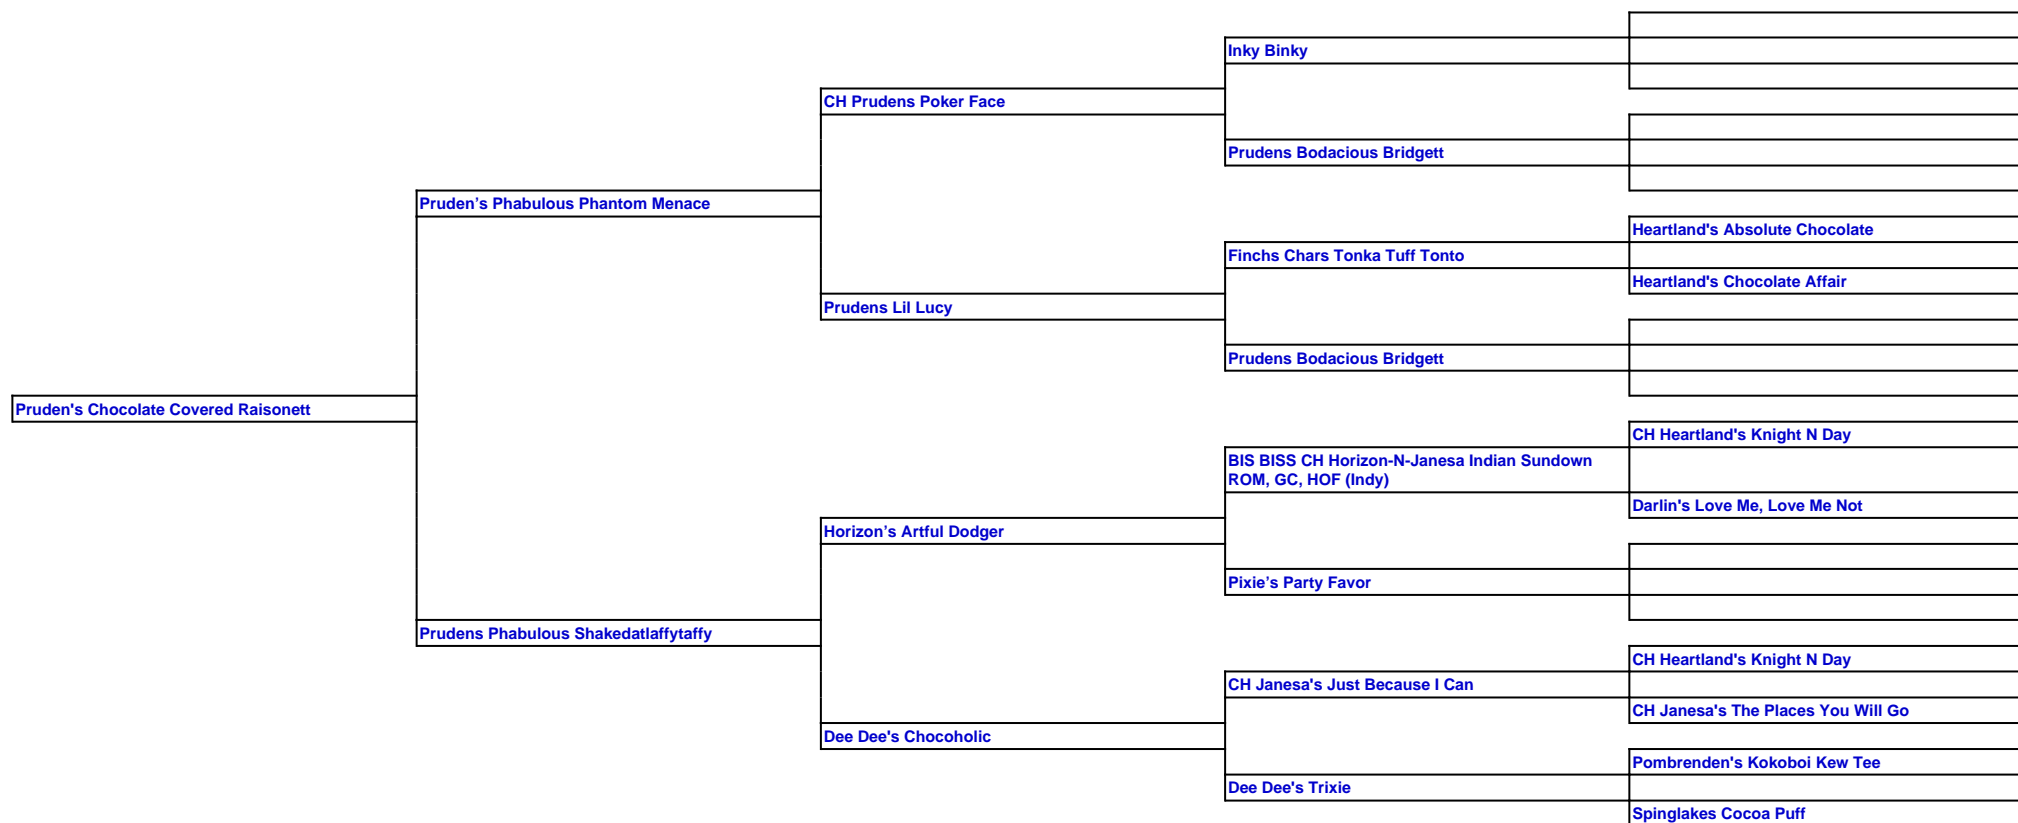 Inky Binky
CH Prudens Poker Face
Prudens Bodacious Bridgett
Pruden’s Phabulous Phantom Menace
Heartland's Absolute Chocolate
Finchs Chars Tonka Tuff Tonto
Heartland's Chocolate Affair
Prudens Lil Lucy
Prudens Bodacious Bridgett
Pruden's Chocolate Covered Raisonett
CH Heartland's Knight N Day
BIS BISS CH Horizon-N-Janesa Indian Sundown
ROM, GC, HOF (Indy)
Darlin's Love Me, Love Me Not
Horizon’s Artful Dodger
Pixie’s Party Favor
Prudens Phabulous Shakedatlaffytaffy
CH Heartland's Knight N Day
CH Janesa's Just Because I Can
CH Janesa's The Places You Will Go
Dee Dee's Chocoholic
Pombrenden's Kokoboi Kew Tee
Dee Dee's Trixie
Spinglakes Cocoa Puff